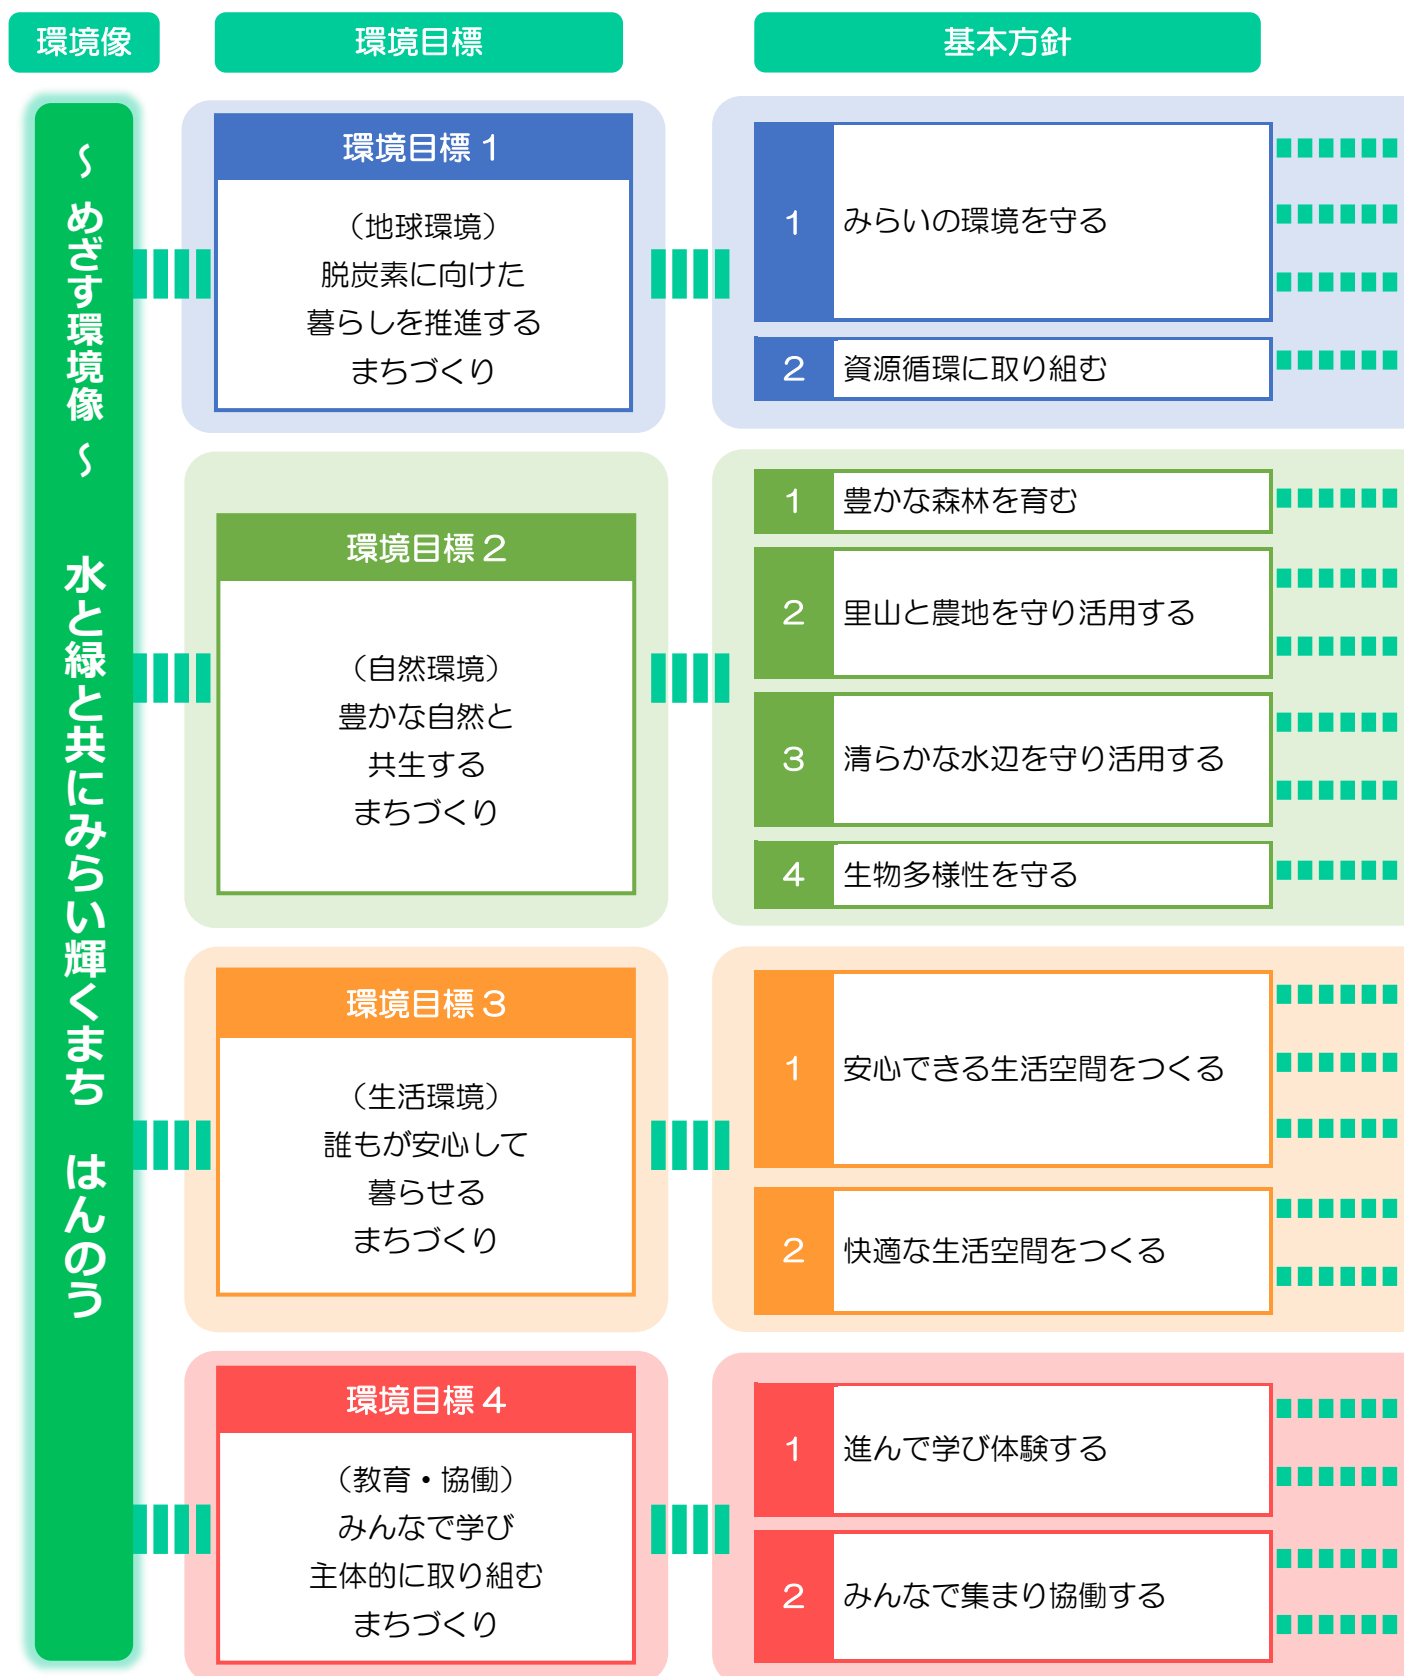 環境像
環境目標
基本方針
～ めざす環境像 ～ 水と緑と共にみらい輝くまち はんのう
環境目標１
（地球環境）
脱炭素に向けた
暮らしを推進する
まちづくり
1 みらいの環境を守る
2 資源循環に取り組む
環境目標２
（自然環境）
豊かな自然と
共生する
まちづくり
1 豊かな森林を育む
2 里山と農地を守り活用する
3 清らかな水辺を守り活用する
4 生物多様性を守る
環境目標３
（生活環境）
誰もが安心して
暮らせる
まちづくり
1 安心できる生活空間をつくる
2 快適な生活空間をつくる
環境目標４
（教育・協働）
みんなで学び
主体的に取り組む
まちづくり
1 進んで学び体験する
2 みんなで集まり協働する